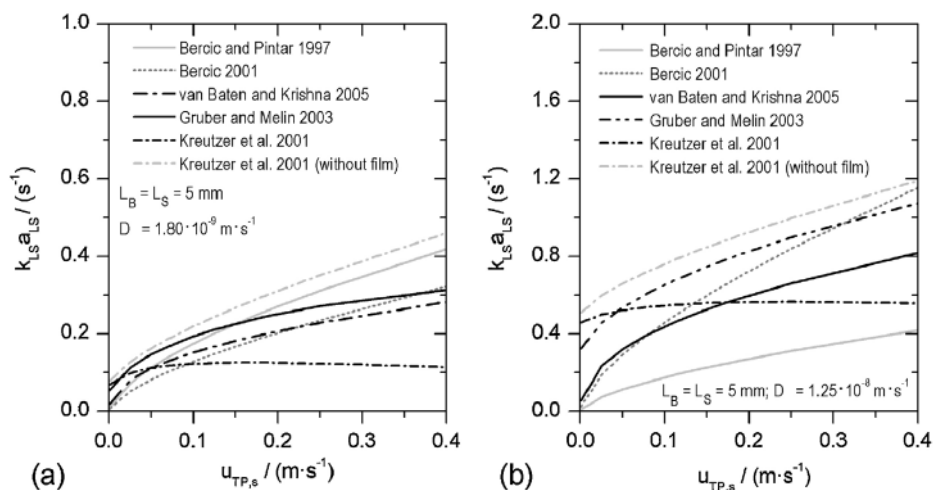 1.0
0.8
0.6
0.4
0.2
0.0
k_LS a_LS / (s⁻¹)
Bercic and Pintar 1997
Bercic 2001
van Baten and Krishna 2005
Gruber and Melin 2003
Kreutzer et al. 2001
Kreutzer et al. 2001 (without film)
L_B = L_S = 5 mm
D = 1.80·10⁻⁹ m·s⁻¹
0.0 0.1 0.2 0.3 0.4
(a) u_TP,s / (m·s⁻¹)
2.0
1.6
1.2
0.8
0.4
0.0
k_LS a_LS / (s⁻¹)
Bercic and Pintar 1997
Bercic 2001
van Baten and Krishna 2005
Gruber and Melin 2003
Kreutzer et al. 2001
Kreutzer et al. 2001 (without film)
L_B = L_S = 5 mm; D = 1.25·10⁻⁸ m·s⁻¹
0.0 0.1 0.2 0.3 0.4
(b) u_TP,s / (m·s⁻¹)